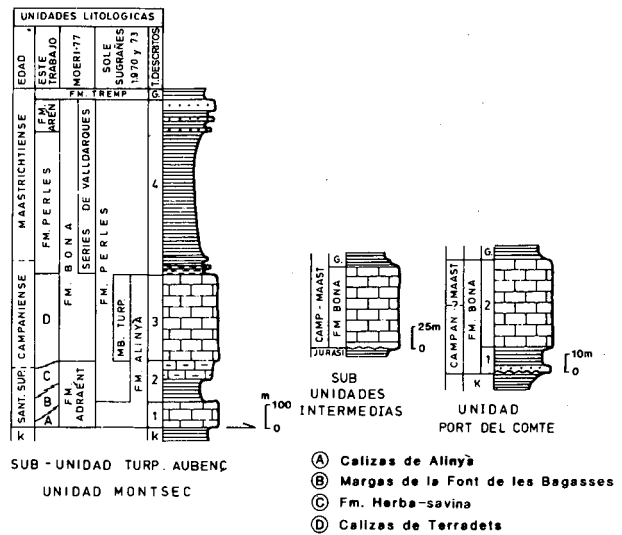 UNIDADES LITOLOGICAS
EDAD
ESTE TRABAJO
MOERI-77
SOLE SUGRAÑES 1.970 y 73
T.DESCRITOS
FM. TREMP
G.
MAASTRICHTIENSE
CAMPANIENSE
SANT. SUP.
K
FM. AREN
FM. PERLES
D
C
B
A
FM. BONA
SERIES DE VALLDARQUES
FM. ADRAÉNT
FM. PERLES
MB. TURP.
FM. ALINYÀ
4
3
2
1
K
m
100
0
SUB-UNIDAD TURP. AUBENÇ
UNIDAD MONTSEC
G.
CAMP-MAAST
FM BONA
JURASI
25m
0
SUB
UNIDADES
INTERMEDIAS
G.
CAMPAN-MAAST
?
FM. BONA
2
1
K
10m
0
UNIDAD
PORT DEL COMTE
A Calizas de Alinyà
B Margas de la Font de les Bagasses
C Fm. Herba-savina
D Calizas de Terradets